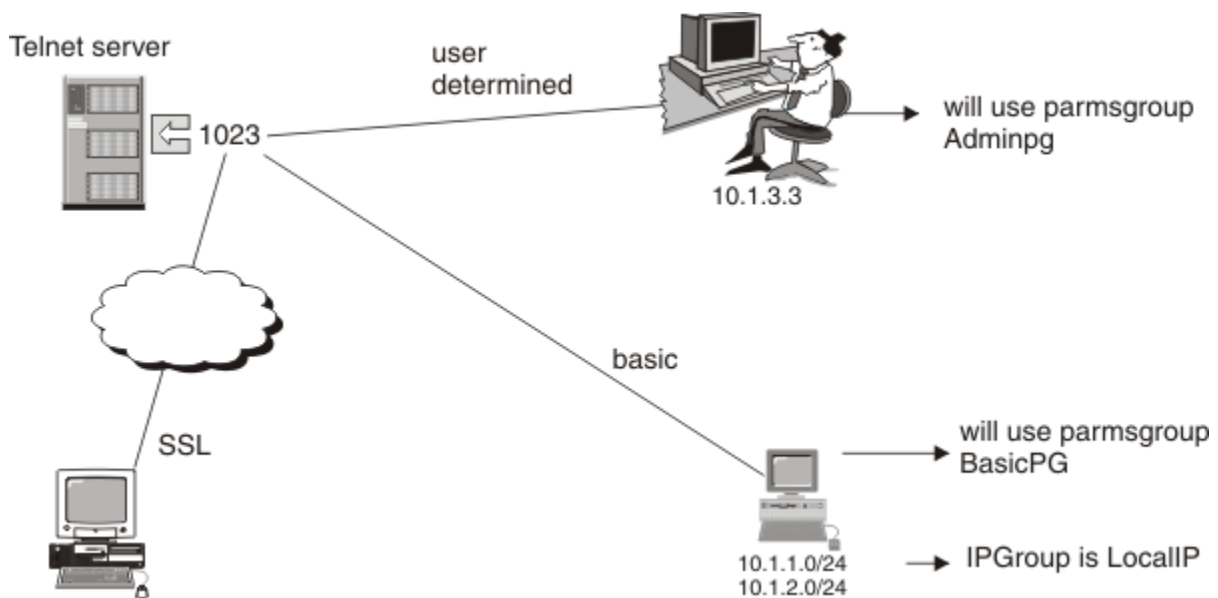 Telnet server
user
determined
1023
will use parmsgroup
Adminpg
10.1.3.3
basic
SSL
will use parmsgroup
BasicPG
10.1.1.0/24
10.1.2.0/24
IPGroup is LocalIP